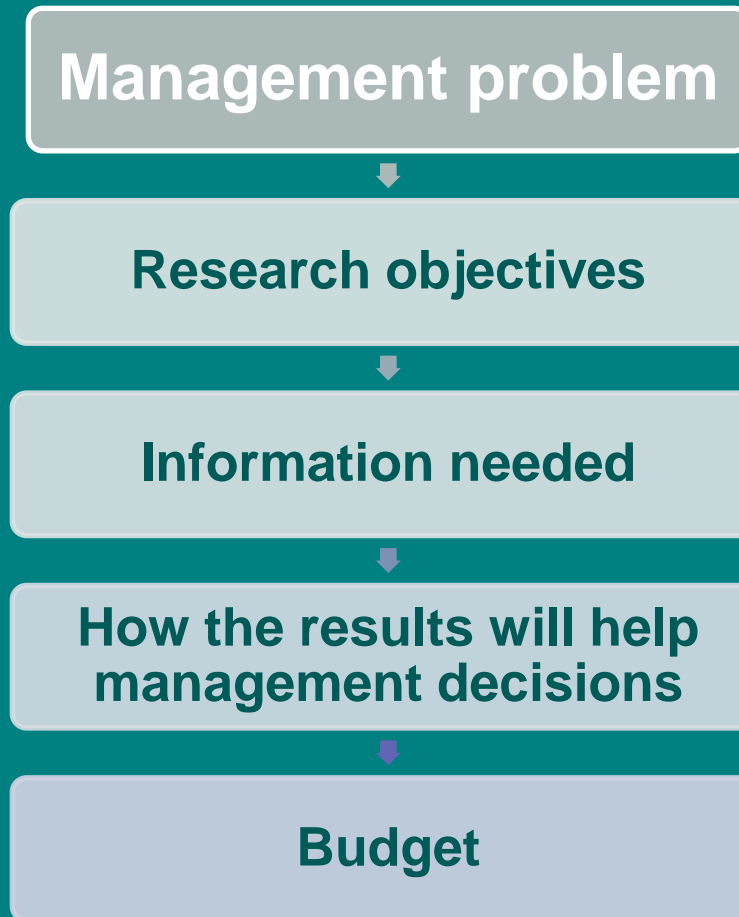 Management problem
Research objectives
Information needed
How the results will help
management decisions
Budget